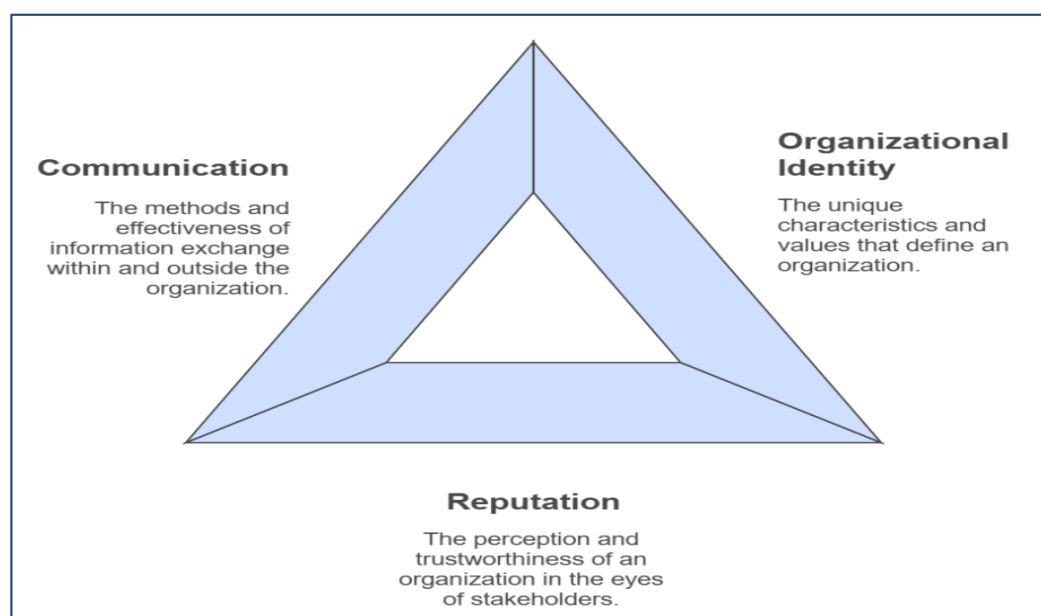 Communication
The methods and
effectiveness of
information exchange
within and outside the
organization.
Organizational
Identity
The unique
characteristics and
values that define an
organization.
Reputation
The perception and
trustworthiness of an
organization in the eyes
of stakeholders.